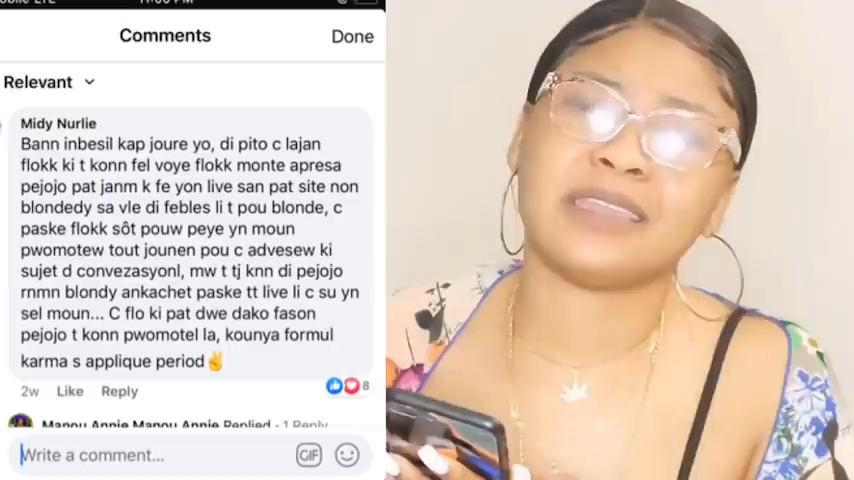 11:00 PM
Comments
Done
Relevant
Midy Nurlie
Bann inbesil kap joure yo, di pito c lajan
flokk ki t konn fel voye flokk monte apresa
pejojo pat janm k fe yon live san pat site non
blondedy sa vle di febles li t pou blonde, c
paske flokk sôt pouw peye yn moun
pwomotew tout jounen pou c advesew ki
sujet d convezasyonl, mw t tj knn di pejojo
rnmn blondy ankachet paske tt live li c su yn
sel moun... C flo ki pat dwe dako fason
pejojo t konn pwomotel la, kounya formul
karma s applique period✌️
2w Like Reply 8
Manou Annie Manou Annie Replied · 1 Reply
Write a comment... GIF